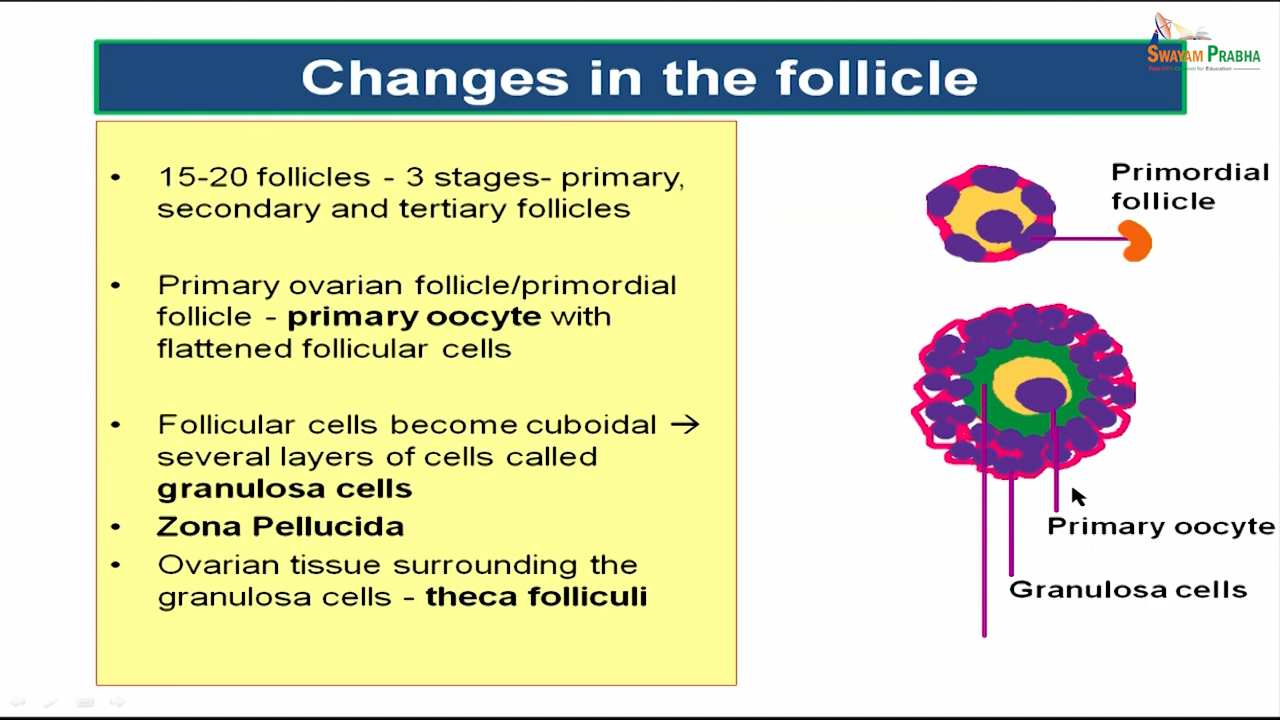 SWAYAM PRABHA
Changes in the follicle
• 15-20 follicles - 3 stages- primary,
secondary and tertiary follicles
• Primary ovarian follicle/primordial
follicle - primary oocyte with
flattened follicular cells
• Follicular cells become cuboidal →
several layers of cells called
granulosa cells
• Zona Pellucida
• Ovarian tissue surrounding the
granulosa cells - theca folliculi
Primordial
follicle
Primary oocyte
Granulosa cells